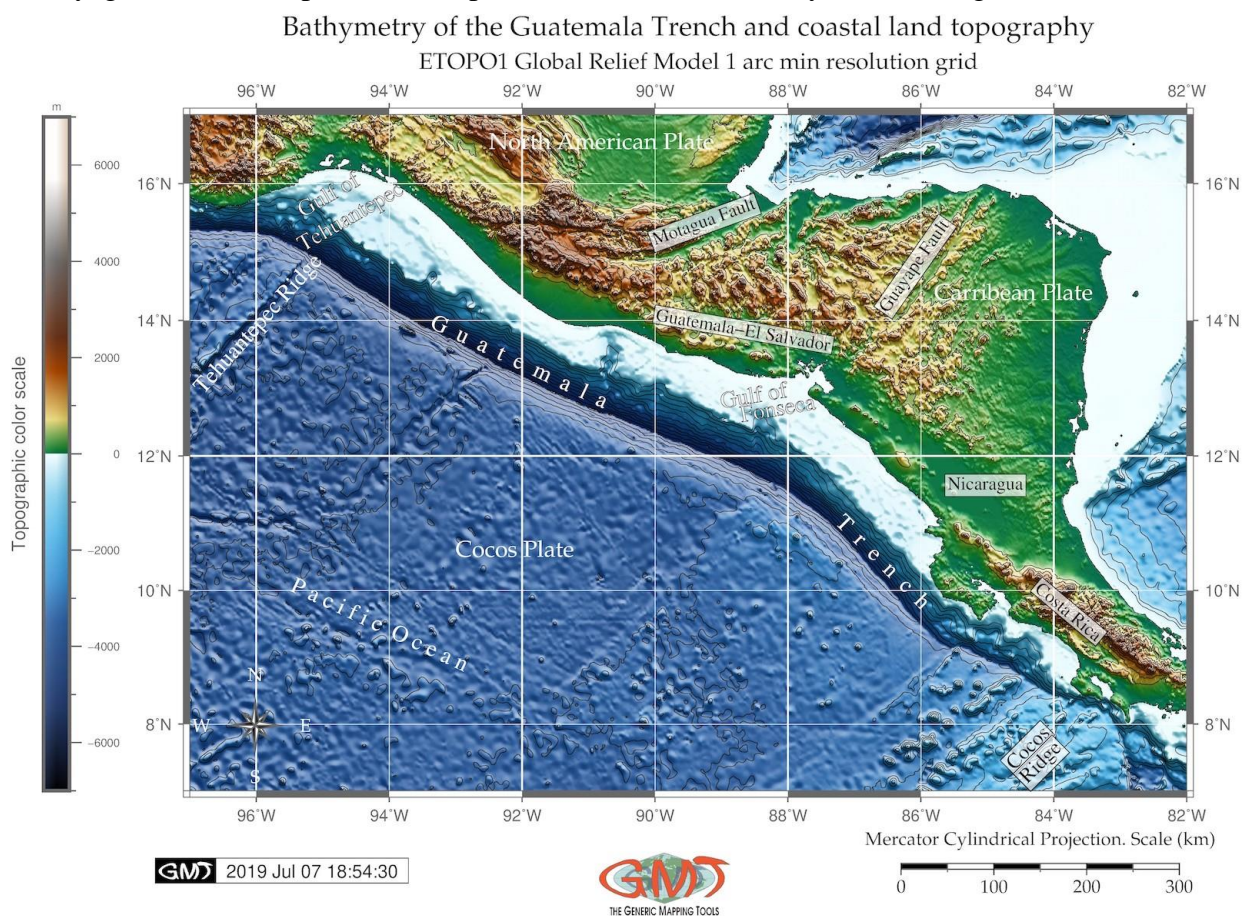 Bathymetry of the Guatemala Trench and coastal land topography
ETOPO1 Global Relief Model 1 arc min resolution grid
m
96°W 94°W 92°W 90°W 88°W 86°W 84°W 82°W
6000
4000
2000
0
−2000
−4000
−6000
Topographic color scale
16°N
14°N
12°N
10°N
8°N
16°N
14°N
12°N
10°N
8°N
North American Plate
Gulf of
Tehuantepec
Motagua Fault
Guayape Fault
Carribean Plate
Tehuantepec Ridge
Guatemala−El Salvador
Guatemala
Gulf of
Fonseca
Nicaragua
Trench
Cocos Plate
Pacific Ocean
Costa Rica
N
W E
S
Cocos
Ridge
96°W 94°W 92°W 90°W 88°W 86°W 84°W 82°W
Mercator Cylindrical Projection. Scale (km)
0 100 200 300
GMT 2019 Jul 07 18:54:30
GMT
THE GENERIC MAPPING TOOLS